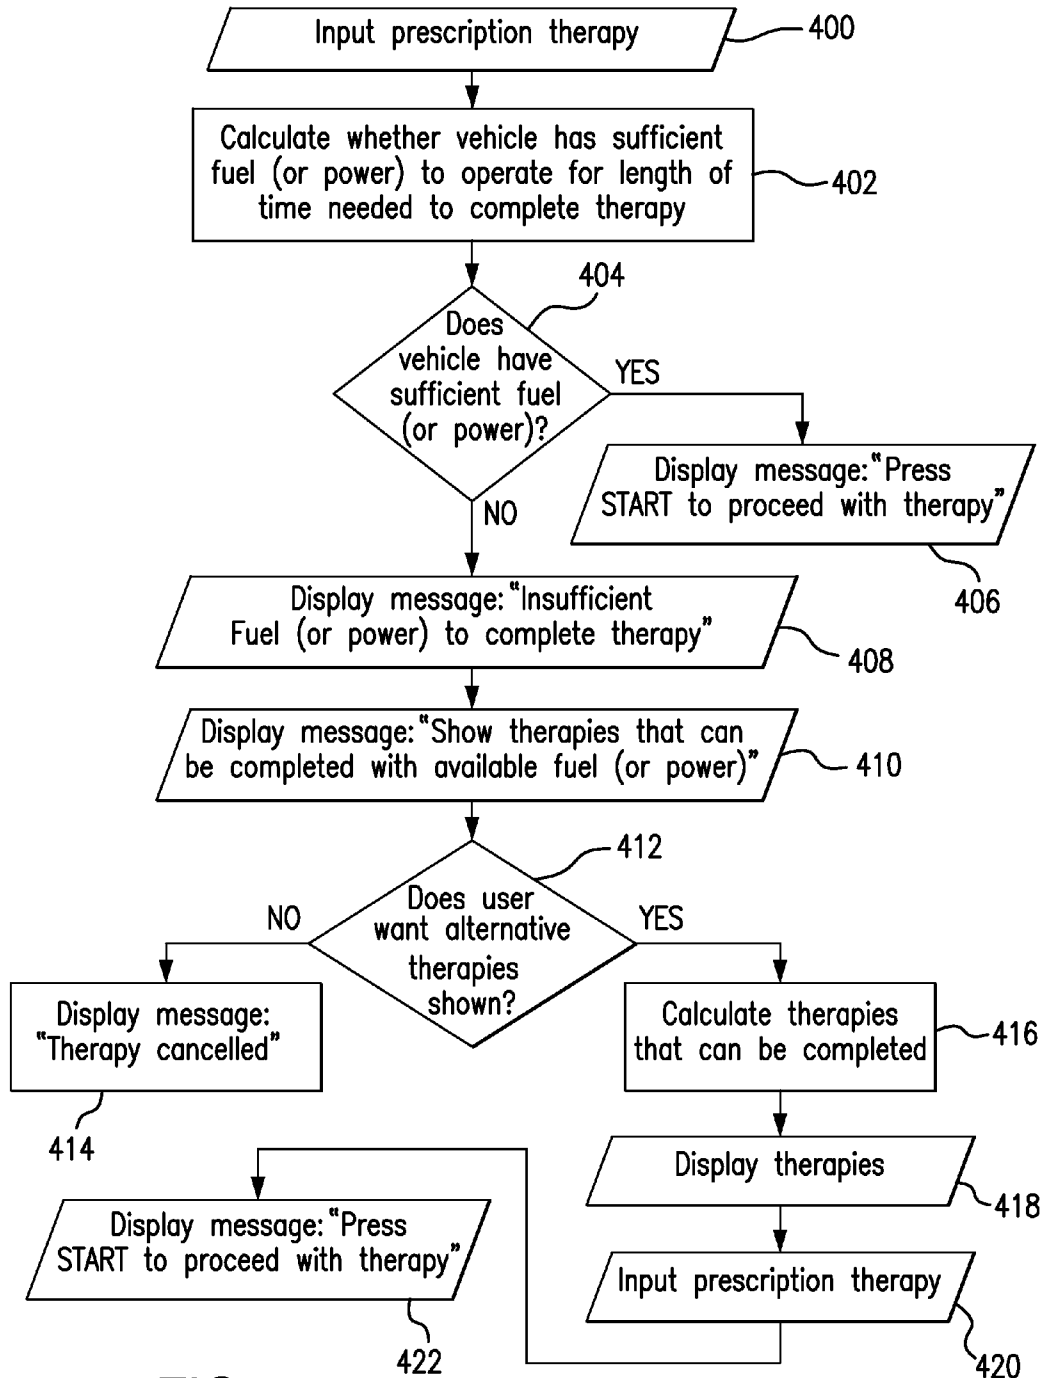 Input prescription therapy
400
Calculate whether vehicle has sufficient
fuel (or power) to operate for length of
time needed to complete therapy
402
404
Does
vehicle have
sufficient fuel
(or power)?
YES
NO
Display message: "Press
START to proceed with therapy"
406
Display message: "Insufficient
Fuel (or power) to complete therapy"
408
Display message: "Show therapies that can
be completed with available fuel (or power)"
410
412
Does user
want alternative
therapies
shown?
NO
YES
Display message:
"Therapy cancelled"
414
Calculate therapies
that can be completed
416
Display therapies
418
Display message: "Press
START to proceed with therapy"
422
Input prescription therapy
420